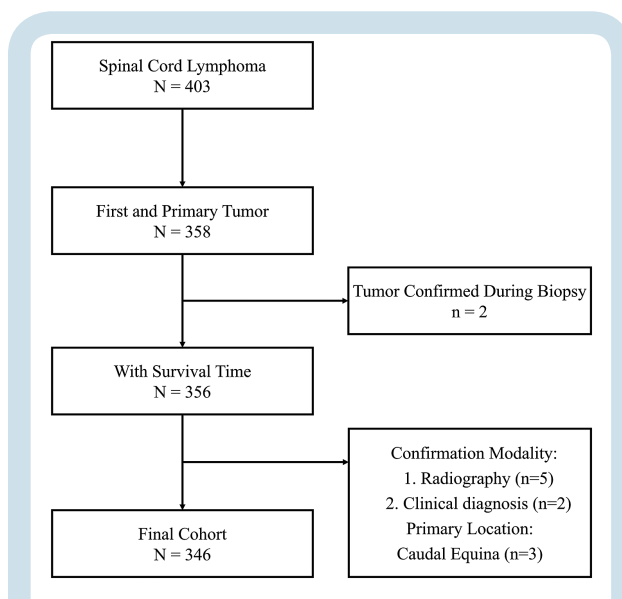 Spinal Cord Lymphoma
N = 403
First and Primary Tumor
N = 358
Tumor Confirmed During Biopsy
n = 2
With Survival Time
N = 356
Confirmation Modality:
1. Radiography (n=5)
2. Clinical diagnosis (n=2)
Primary Location:
Caudal Equina (n=3)
Final Cohort
N = 346